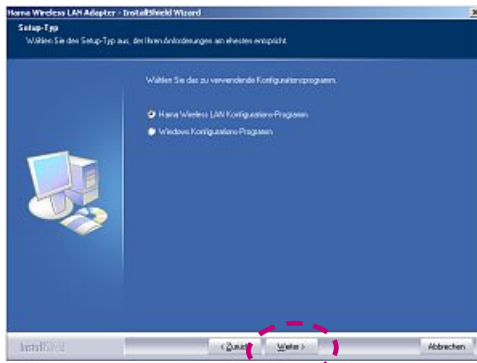 Hama Wireless LAN Adapter - InstallShield Wizard
Setup-Typ
Wählen Sie den Setup-Typ aus, der Ihren Anforderungen am ehesten entspricht.
Wählen Sie das zu verwendende Konfigurationsprogramm.
Hama Wireless LAN Konfigurations-Programm
Windows Konfigurations-Programm
InstallShield
< Zurück
Weiter >
Abbrechen